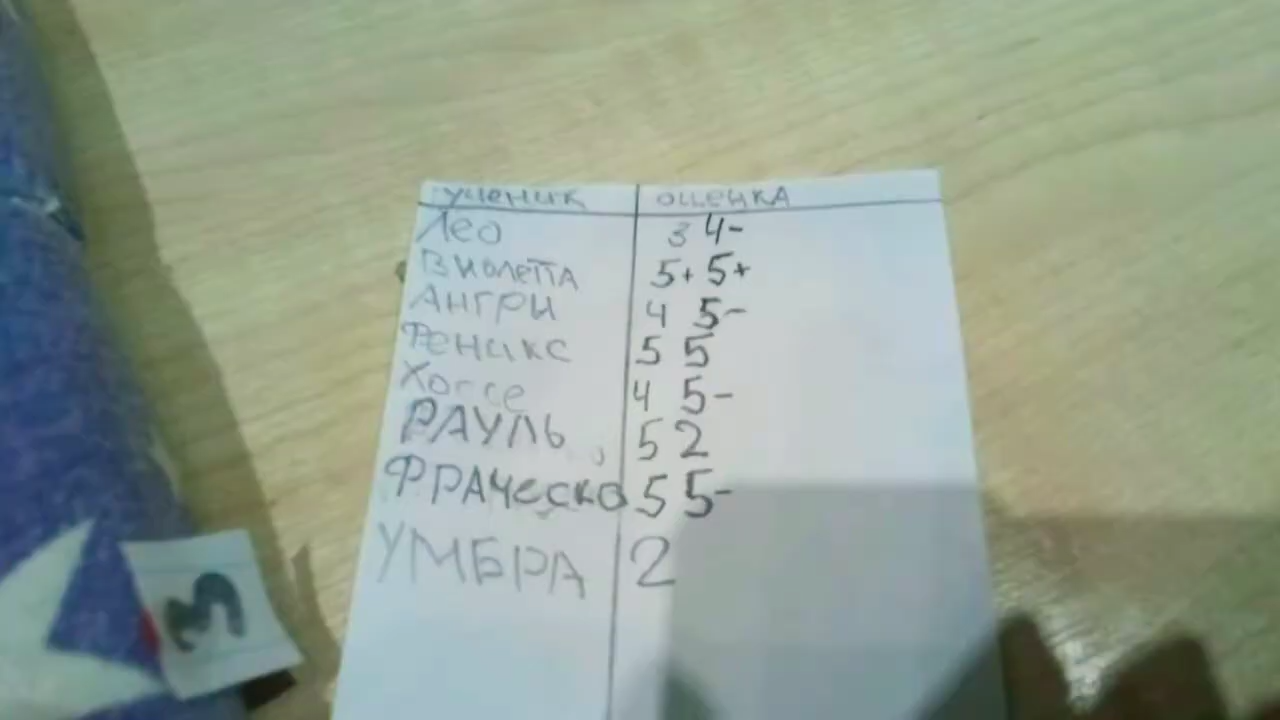 ученик оценка
Лео 3 4-
Виолетта 5+ 5+
Ангри 4 5-
Феникс 5 5
Хоссе 4 5-
РАУЛЬ 5 2
ФРАЧЕСКО 5 5-
УМБРА 2
3